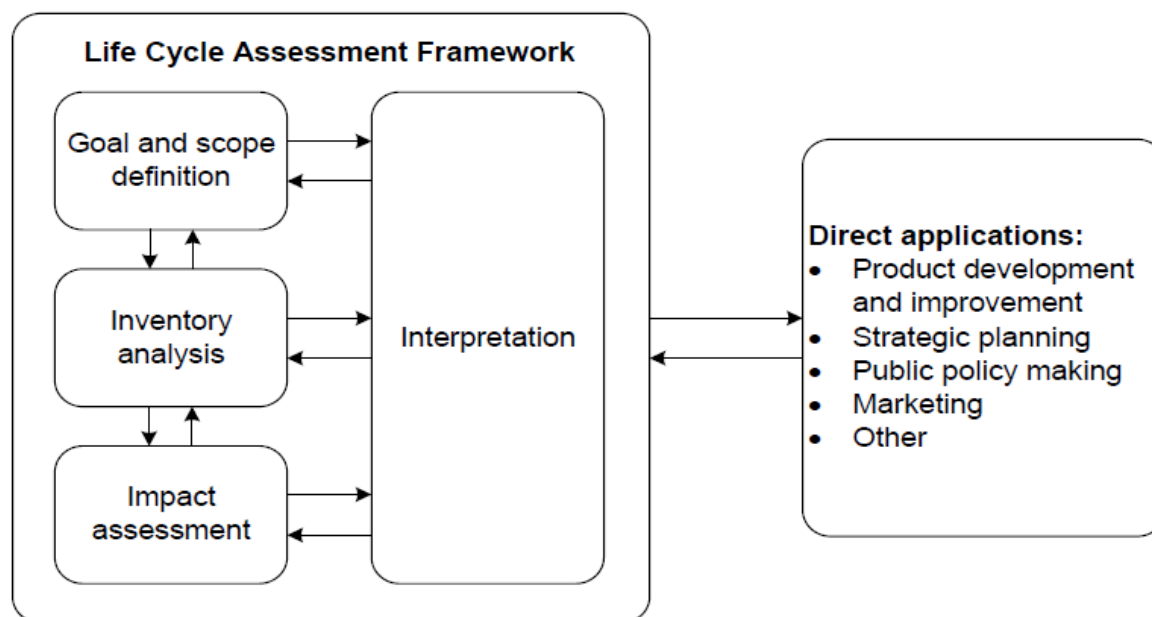 Life Cycle Assessment Framework
Goal and scope
definition
Inventory
analysis
Impact
assessment
Interpretation
Direct applications:
• Product development
and improvement
• Strategic planning
• Public policy making
• Marketing
• Other